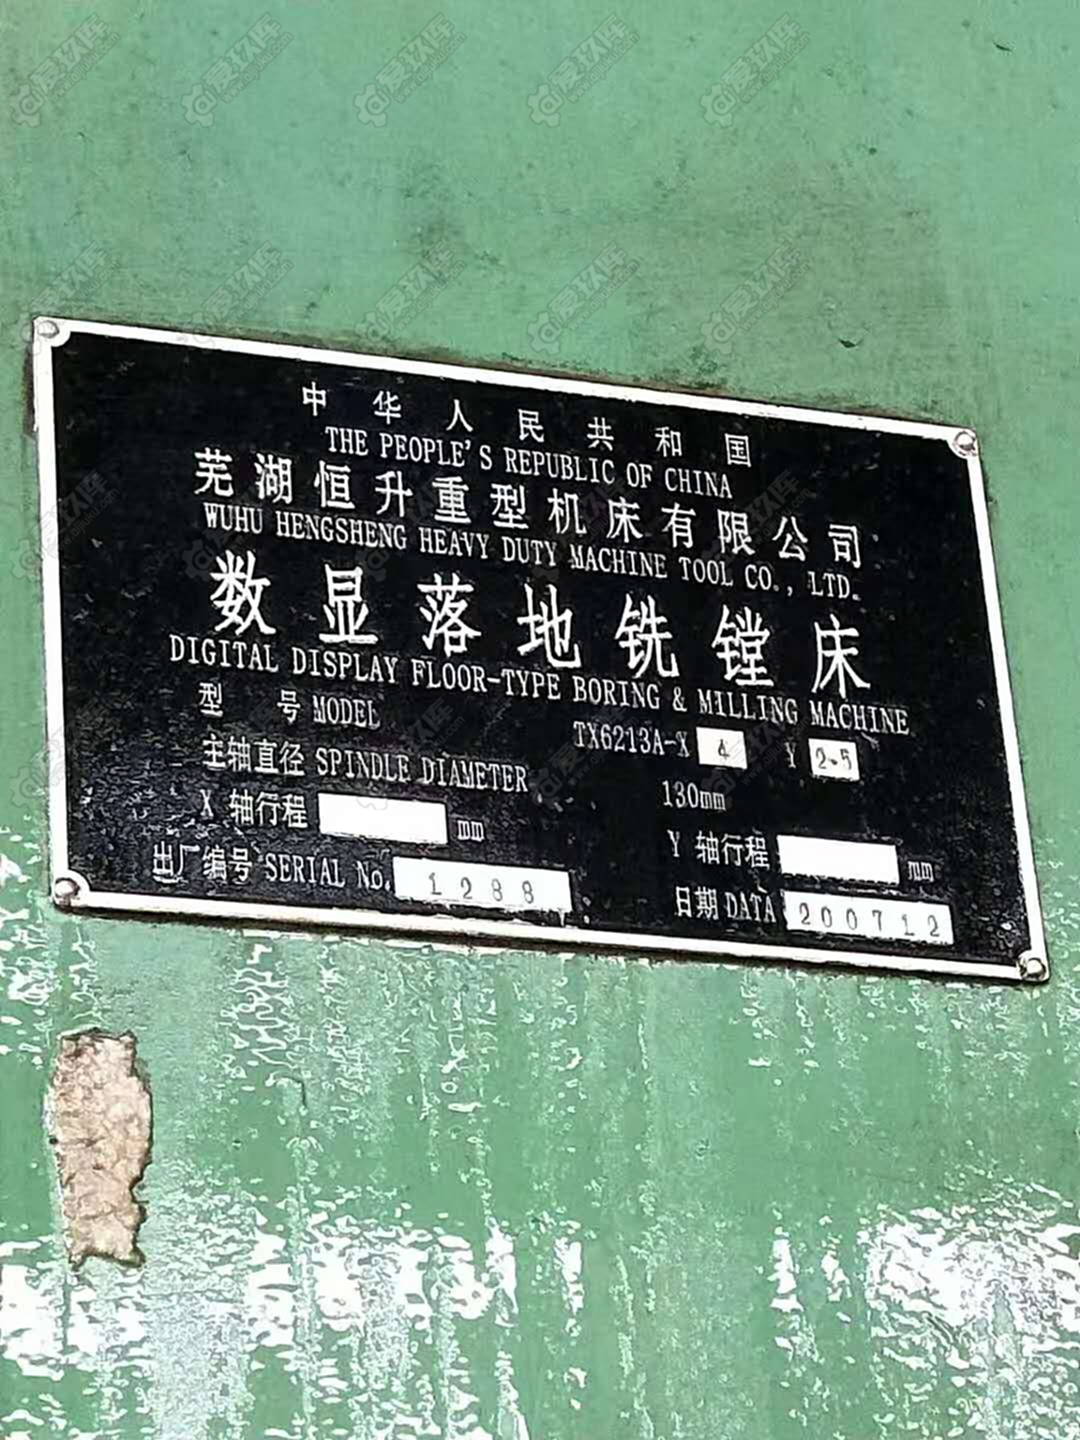 中华人民共和国
THE PEOPLE'S REPUBLIC OF CHINA
芜湖恒升重型机床有限公司
WUHU HENGSHENG HEAVY DUTY MACHINE TOOL CO., LTD.
数显落地铣镗床
DIGITAL DISPLAY FLOOR-TYPE BORING & MILLING MACHINE
型 号 MODEL TX6213A-X 4 Y 2.5
主轴直径 SPINDLE DIAMETER 130mm
X 轴行程 mm Y 轴行程 mm
出厂编号 SERIAL No. 1288 日期 DATA 200712